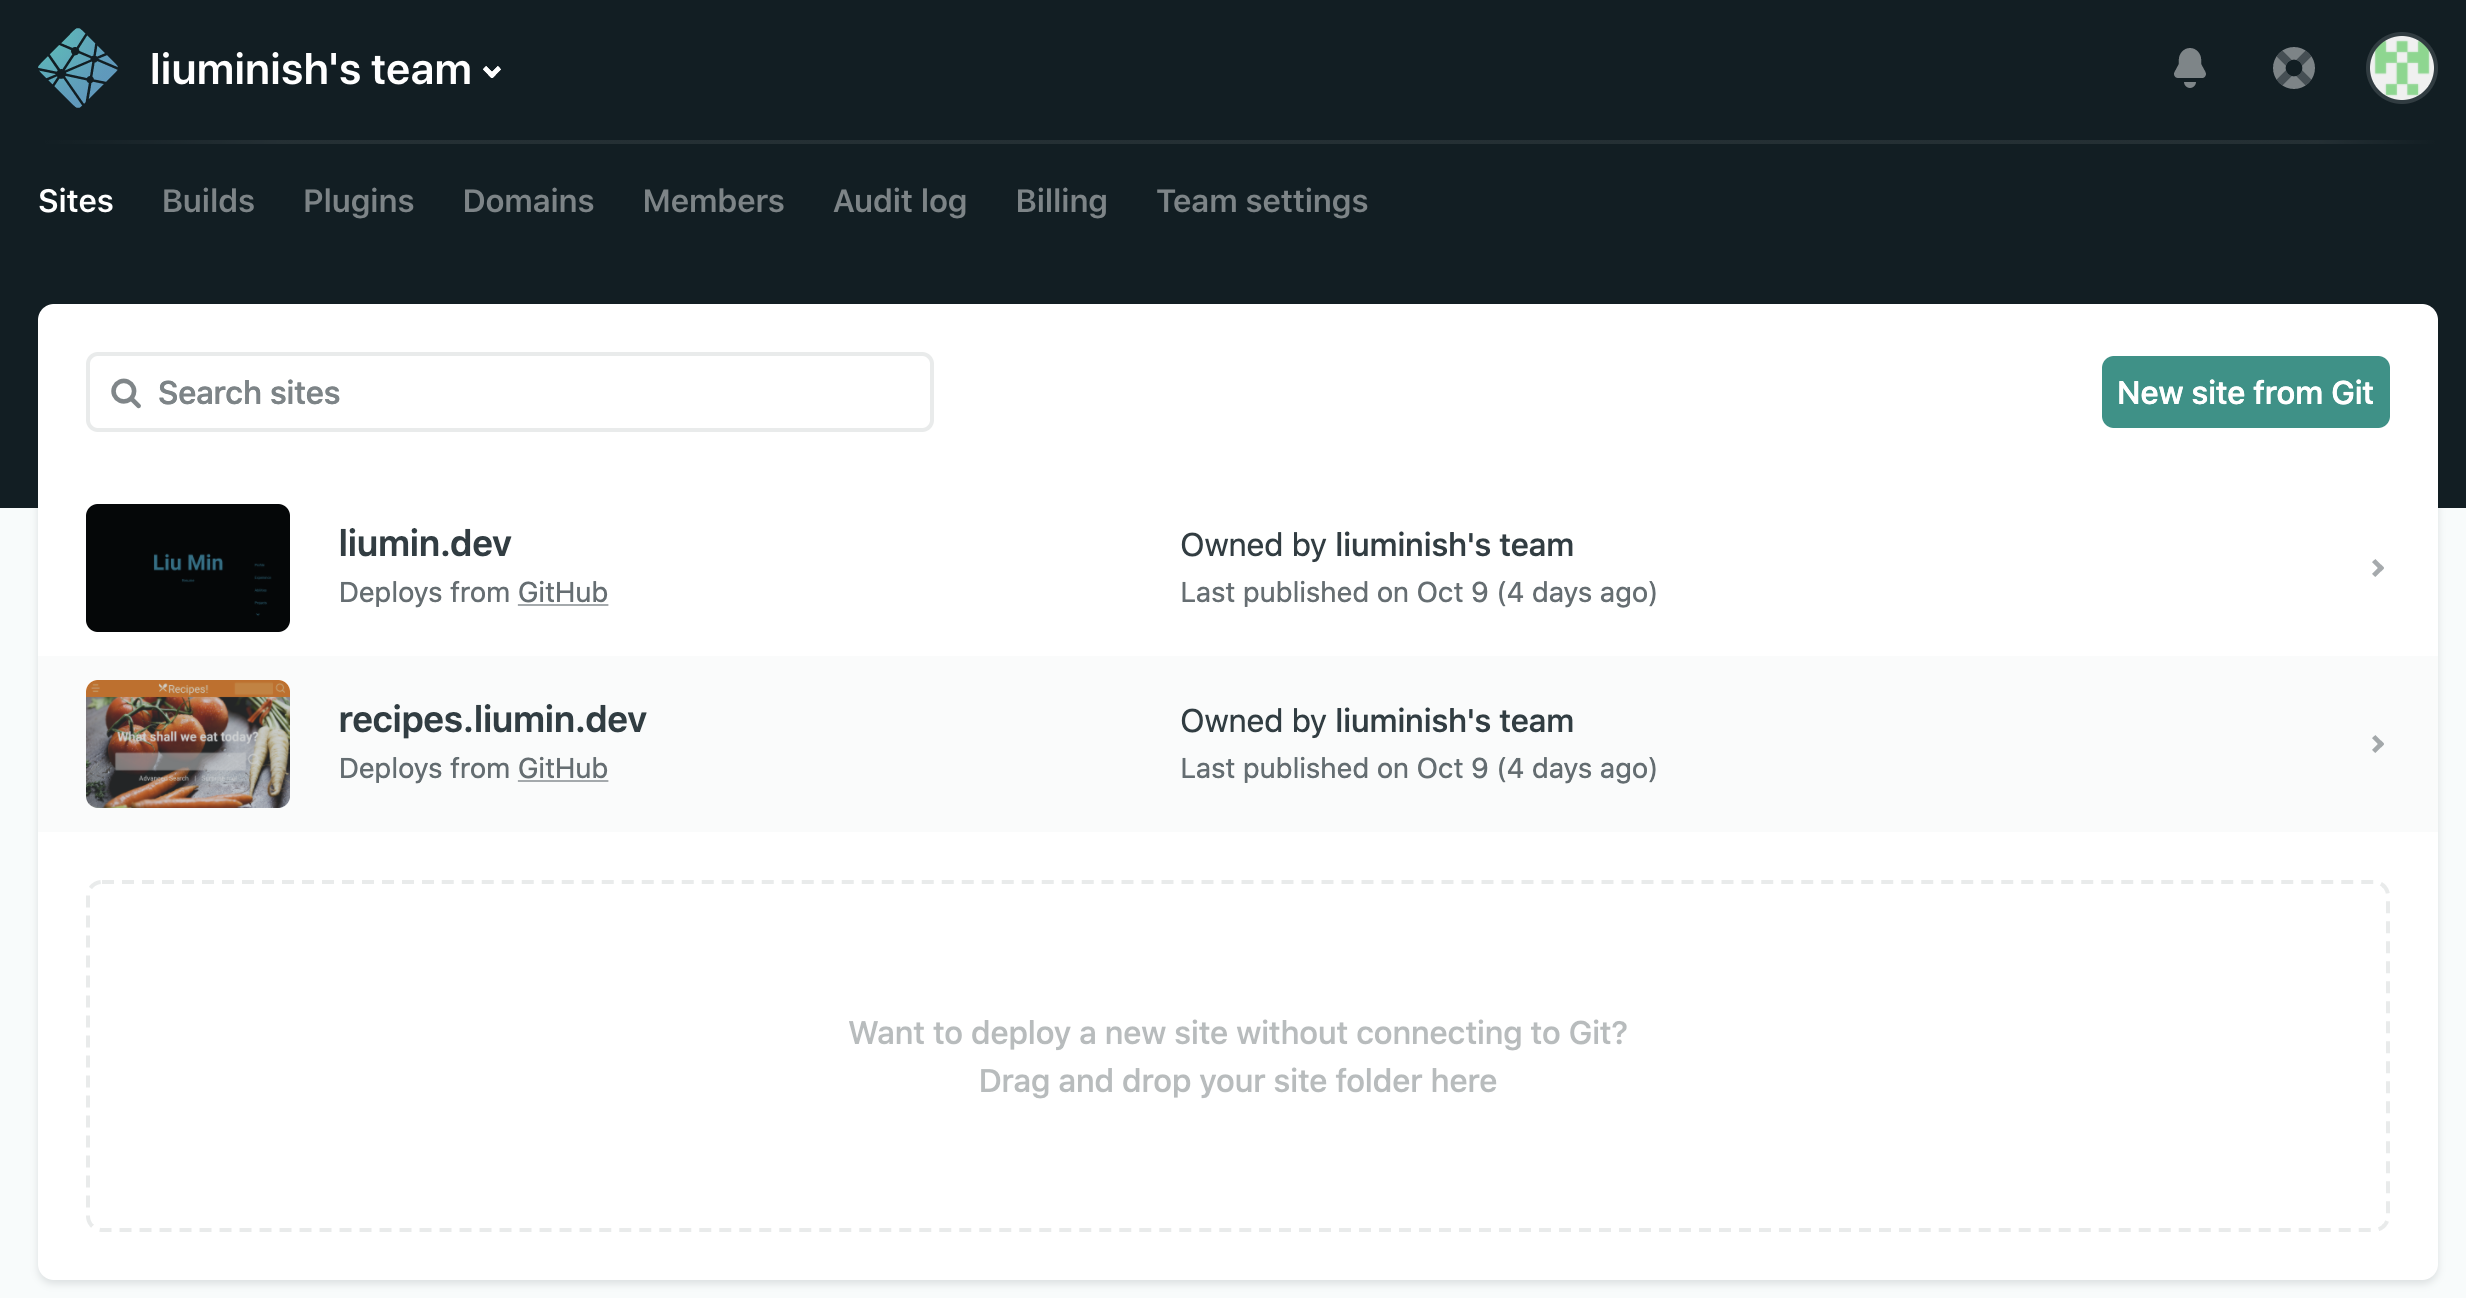 liuminish's team
Sites Builds Plugins Domains Members Audit log Billing Team settings
Search sites
New site from Git
Liu Min
liumin.dev
Deploys from GitHub
Owned by liuminish's team
Last published on Oct 9 (4 days ago)
Recipes!
What shall we eat today?
Advanced Search
recipes.liumin.dev
Deploys from GitHub
Owned by liuminish's team
Last published on Oct 9 (4 days ago)
Want to deploy a new site without connecting to Git?
Drag and drop your site folder here